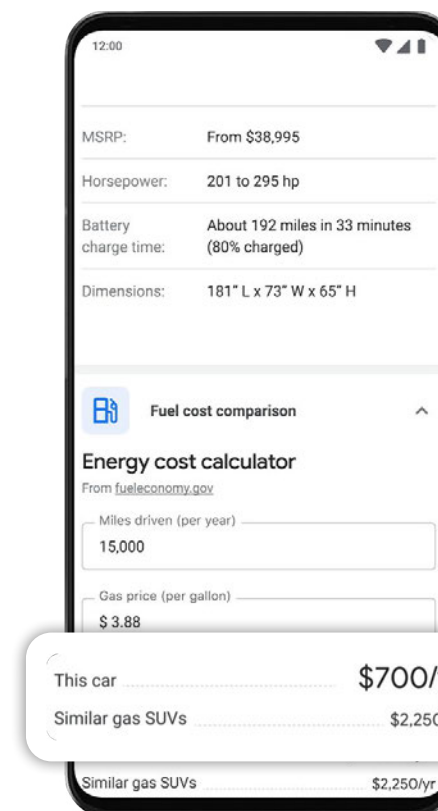 12:00
MSRP: From $38,995
Horsepower: 201 to 295 hp
Battery charge time: About 192 miles in 33 minutes (80% charged)
Dimensions: 181" L x 73" W x 65" H
Fuel cost comparison
Energy cost calculator
From fueleconomy.gov
Miles driven (per year)
15,000
Gas price (per gallon)
$ 3.88
This car $700/
Similar gas SUVs $2,250
Similar gas SUVs $2,250/yr